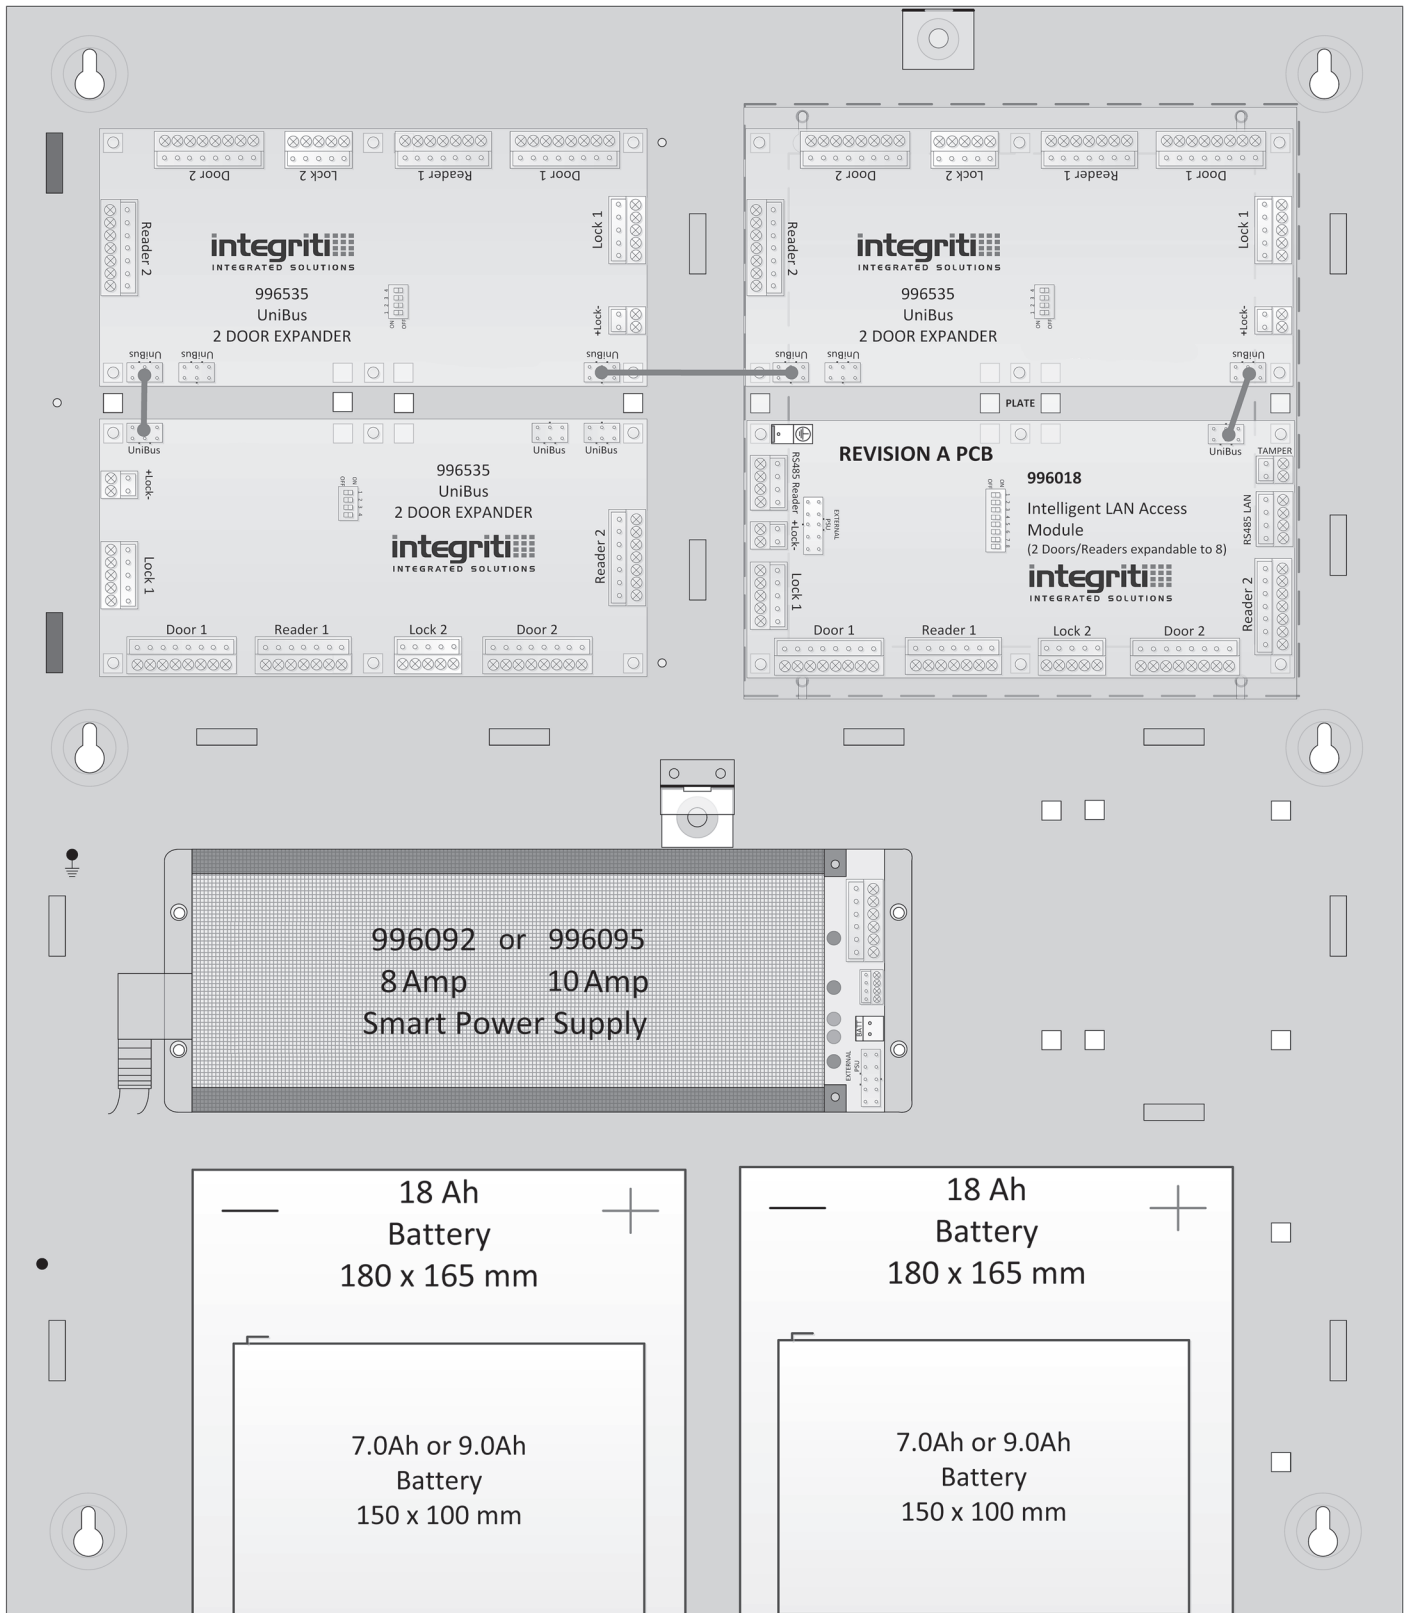 Door 2
Lock 2
Reader 1
Door 1
Reader 2
Lock 1
integriti
INTEGRATED SOLUTIONS
996535
UniBus
2 DOOR EXPANDER
ON
OFF
+Lock-
UniBus
UniBus
UniBus
Door 2
Lock 2
Reader 1
Door 1
Reader 2
Lock 1
integriti
INTEGRATED SOLUTIONS
996535
UniBus
2 DOOR EXPANDER
ON
OFF
+Lock-
UniBus
UniBus
UniBus
PLATE
UniBus
UniBus
UniBus
+Lock-
996535
UniBus
2 DOOR EXPANDER
OFF
ON
integriti
INTEGRATED SOLUTIONS
Lock 1
Reader 2
Door 1
Reader 1
Lock 2
Door 2
REVISION A PCB
UniBus
TAMPER
RS485 Reader
+Lock-
EXTERNAL
PSU
OFF
ON
996018
Intelligent LAN Access
Module
(2 Doors/Readers expandable to 8)
RS485 LAN
integriti
INTEGRATED SOLUTIONS
Lock 1
Reader 2
Door 1
Reader 1
Lock 2
Door 2
996092 or 996095
8 Amp 10 Amp
Smart Power Supply
BATT
EXTERNAL
PSU
18 Ah
Battery
180 x 165 mm
7.0Ah or 9.0Ah
Battery
150 x 100 mm
18 Ah
Battery
180 x 165 mm
7.0Ah or 9.0Ah
Battery
150 x 100 mm